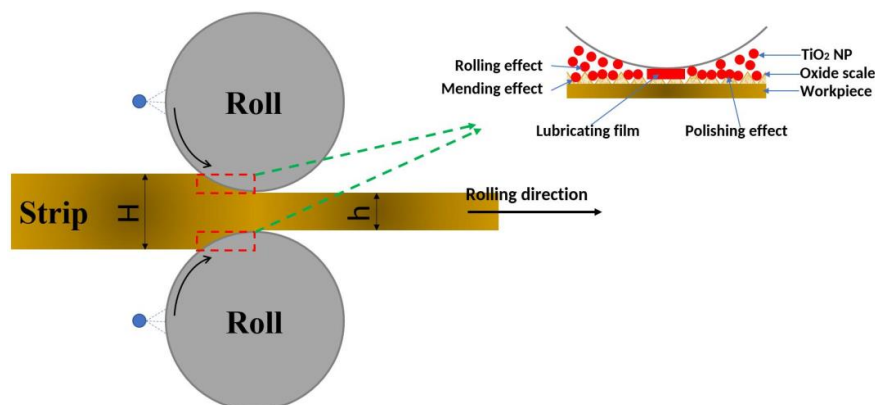 Roll
Strip
H
h
Rolling direction
Roll
Rolling effect
Mending effect
Lubricating film
Polishing effect
TiO₂ NP
Oxide scale
Workpiece